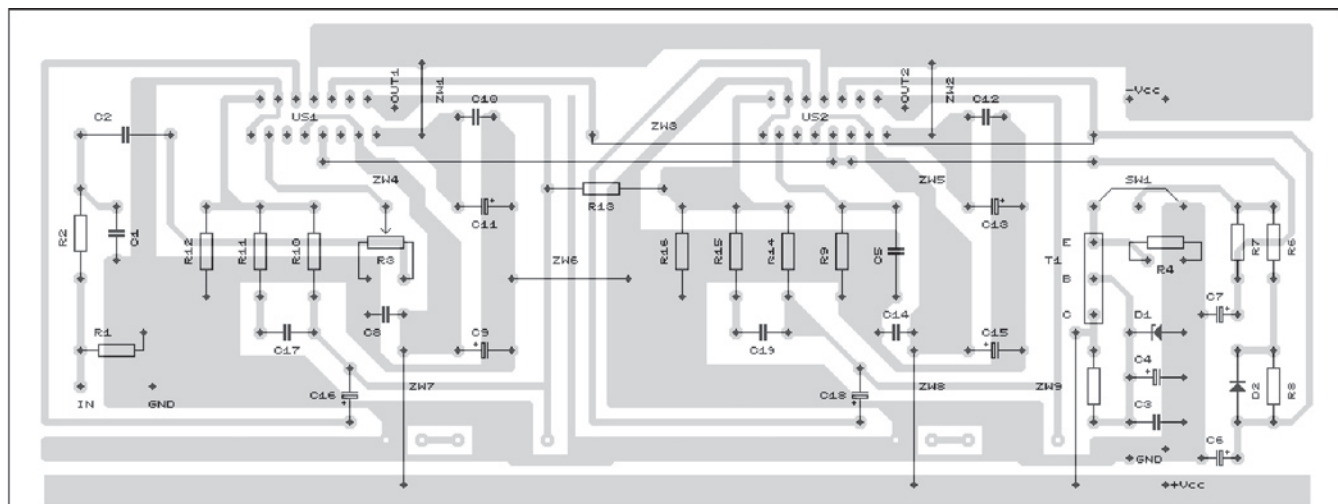 OUT1
ZW1
C10
OUT2
ZW2
C12
-Vcc
C2
US1
US2
ZW3
ZW4
ZW5
SW1
R13
R2
C1
R12
R11
R10
R3
C11
ZW6
R16
R15
R14
R9
C5
C13
E
T1
B
C
R4
R7
R6
C7
R1
C17
C8
C9
C19
C14
C15
D1
C4
C3
D2
R8
IN
GND
C16
ZW7
C18
ZW8
ZW9
C6
GND
+Vcc